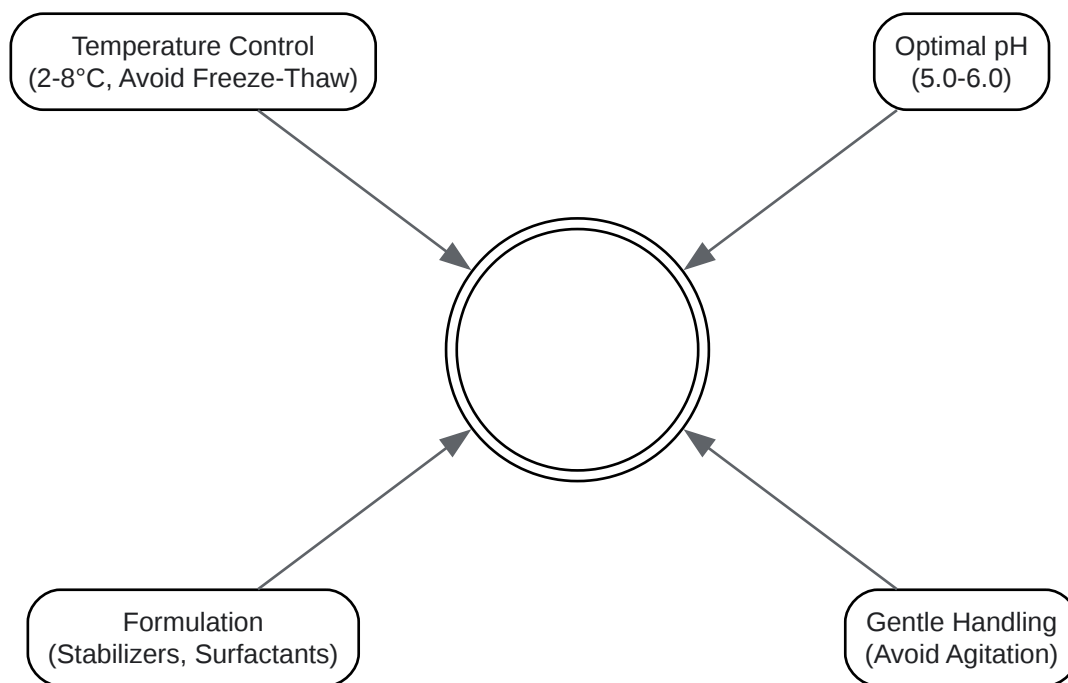 Temperature Control
(2-8°C, Avoid Freeze-Thaw)
Optimal pH
(5.0-6.0)
Formulation
(Stabilizers, Surfactants)
Gentle Handling
(Avoid Agitation)